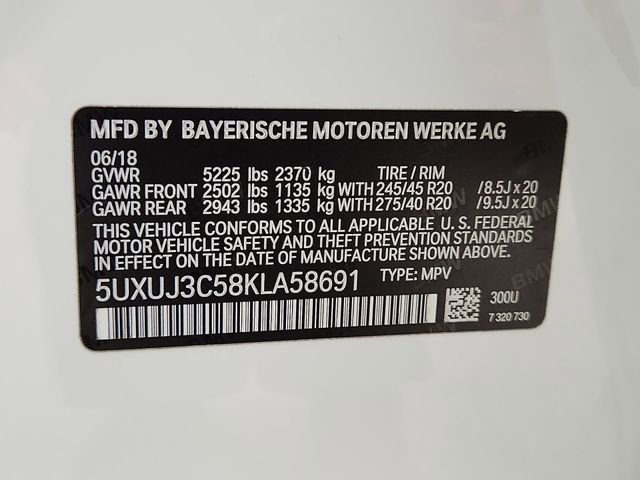 MFD BY BAYERISCHE MOTOREN WERKE AG
06/18
GVWR 5225 lbs 2370 kg TIRE / RIM
GAWR FRONT 2502 lbs 1135 kg WITH 245/45 R20 /8.5J x 20
GAWR REAR 2943 lbs 1335 kg WITH 275/40 R20 /9.5J x 20
THIS VEHICLE CONFORMS TO ALL APPLICABLE U.S. FEDERAL
MOTOR VEHICLE SAFETY AND THEFT PREVENTION STANDARDS
IN EFFECT ON THE DATE OF MANUFACTURE SHOWN ABOVE.
5UXUJ3C58KLA58691 TYPE: MPV
300U
7 320 730